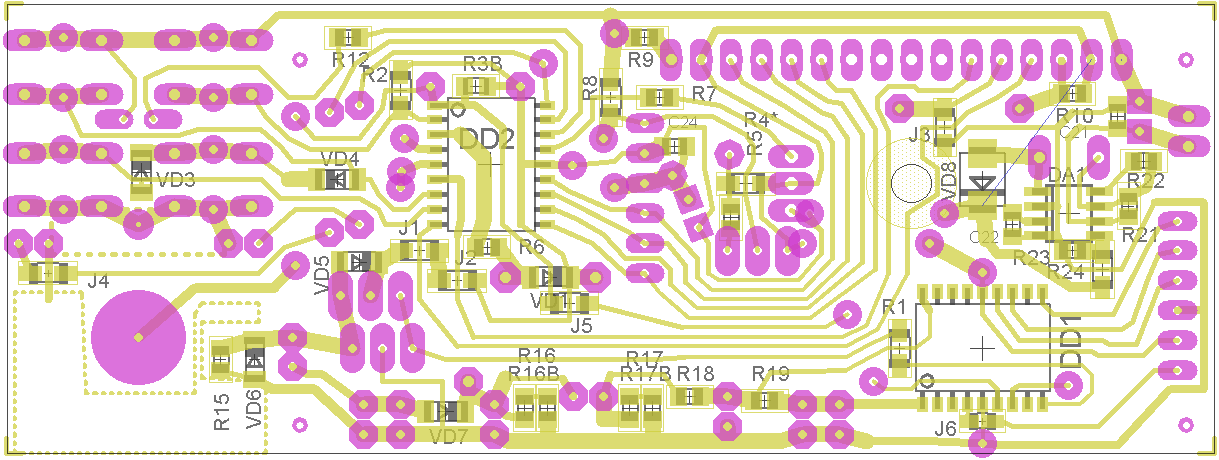 R12
R9
R2
R3B
R8
R7
R10
C24
R4*
R5
C21
J3
DD2
VD4
VD3
VD8
DA1
R22
R21
J1
R6
C22
J2
R23
R24
VD5
J4
VD1
J5
R1
DD1
R16
R17
R16B
R17B
R18
R19
R15
VD6
VD7
J6